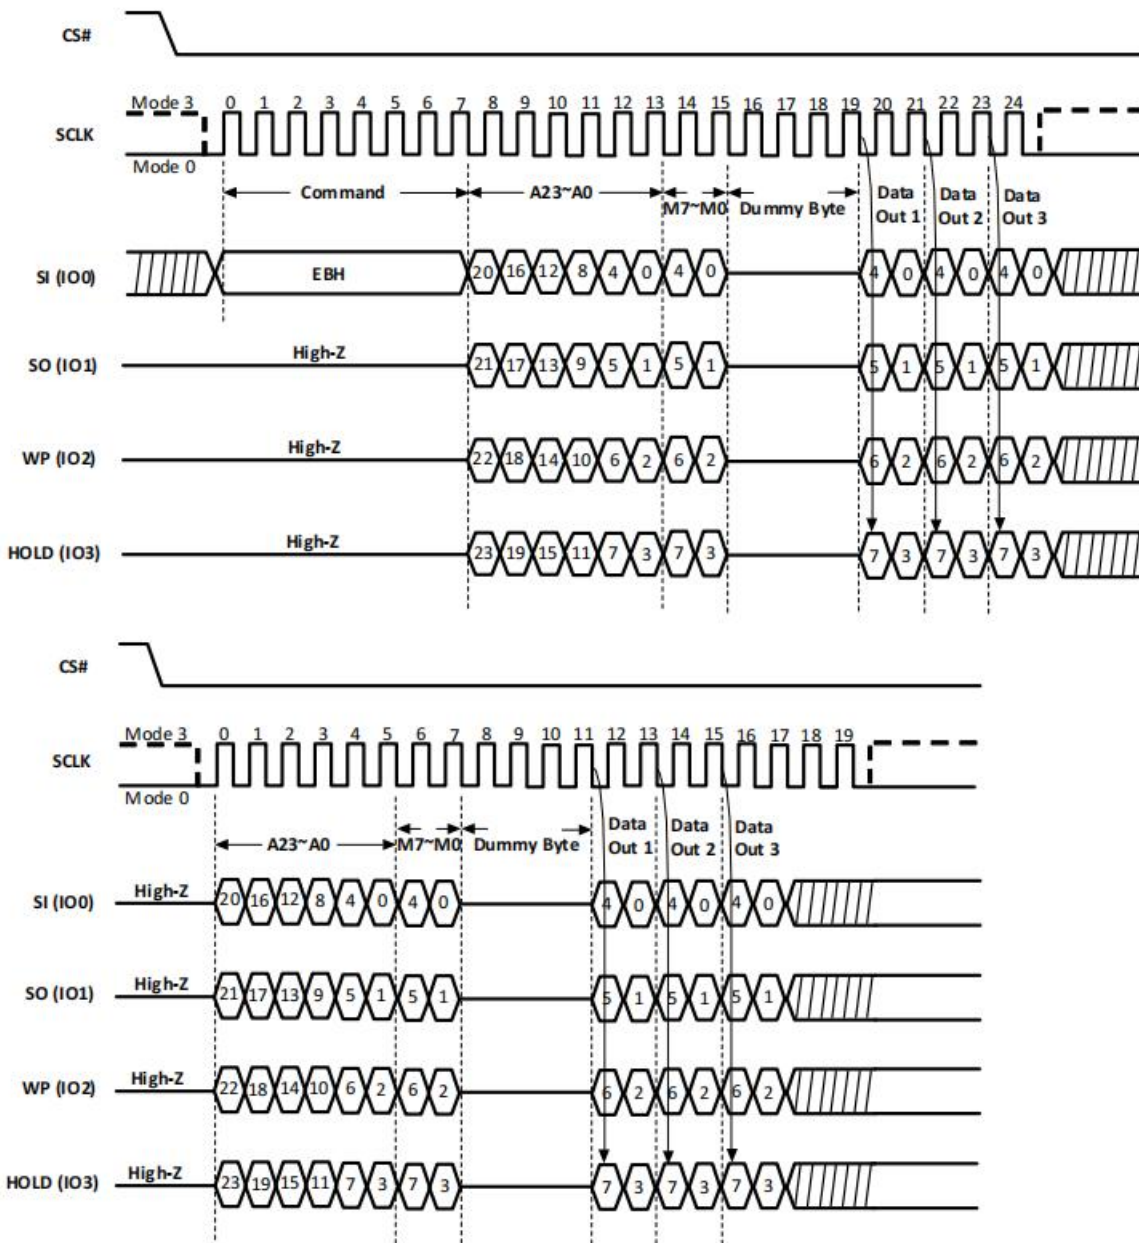 CS#
Mode 3 0 1 2 3 4 5 6 7 8 9 10 11 12 13 14 15 16 17 18 19 20 21 22 23 24
SCLK
Mode 0
Command A23~A0 M7~M0 Dummy Byte Data Out 1 Data Out 2 Data Out 3
SI (IO0) EBH 20 16 12 8 4 0 4 0 4 0 4 0 4 0
High-Z
SO (IO1) 21 17 13 9 5 1 5 1 5 1 5 1 5 1
High-Z
WP (IO2) 22 18 14 10 6 2 6 2 6 2 6 2 6 2
High-Z
HOLD (IO3) 23 19 15 11 7 3 7 3 7 3 7 3 7 3
CS#
Mode 3 0 1 2 3 4 5 6 7 8 9 10 11 12 13 14 15 16 17 18 19
SCLK
Mode 0
A23~A0 M7~M0 Dummy Byte Data Out 1 Data Out 2 Data Out 3
High-Z
SI (IO0) 20 16 12 8 4 0 4 0 4 0 4 0 4 0
High-Z
SO (IO1) 21 17 13 9 5 1 5 1 5 1 5 1 5 1
High-Z
WP (IO2) 22 18 14 10 6 2 6 2 6 2 6 2 6 2
High-Z
HOLD (IO3) 23 19 15 11 7 3 7 3 7 3 7 3 7 3